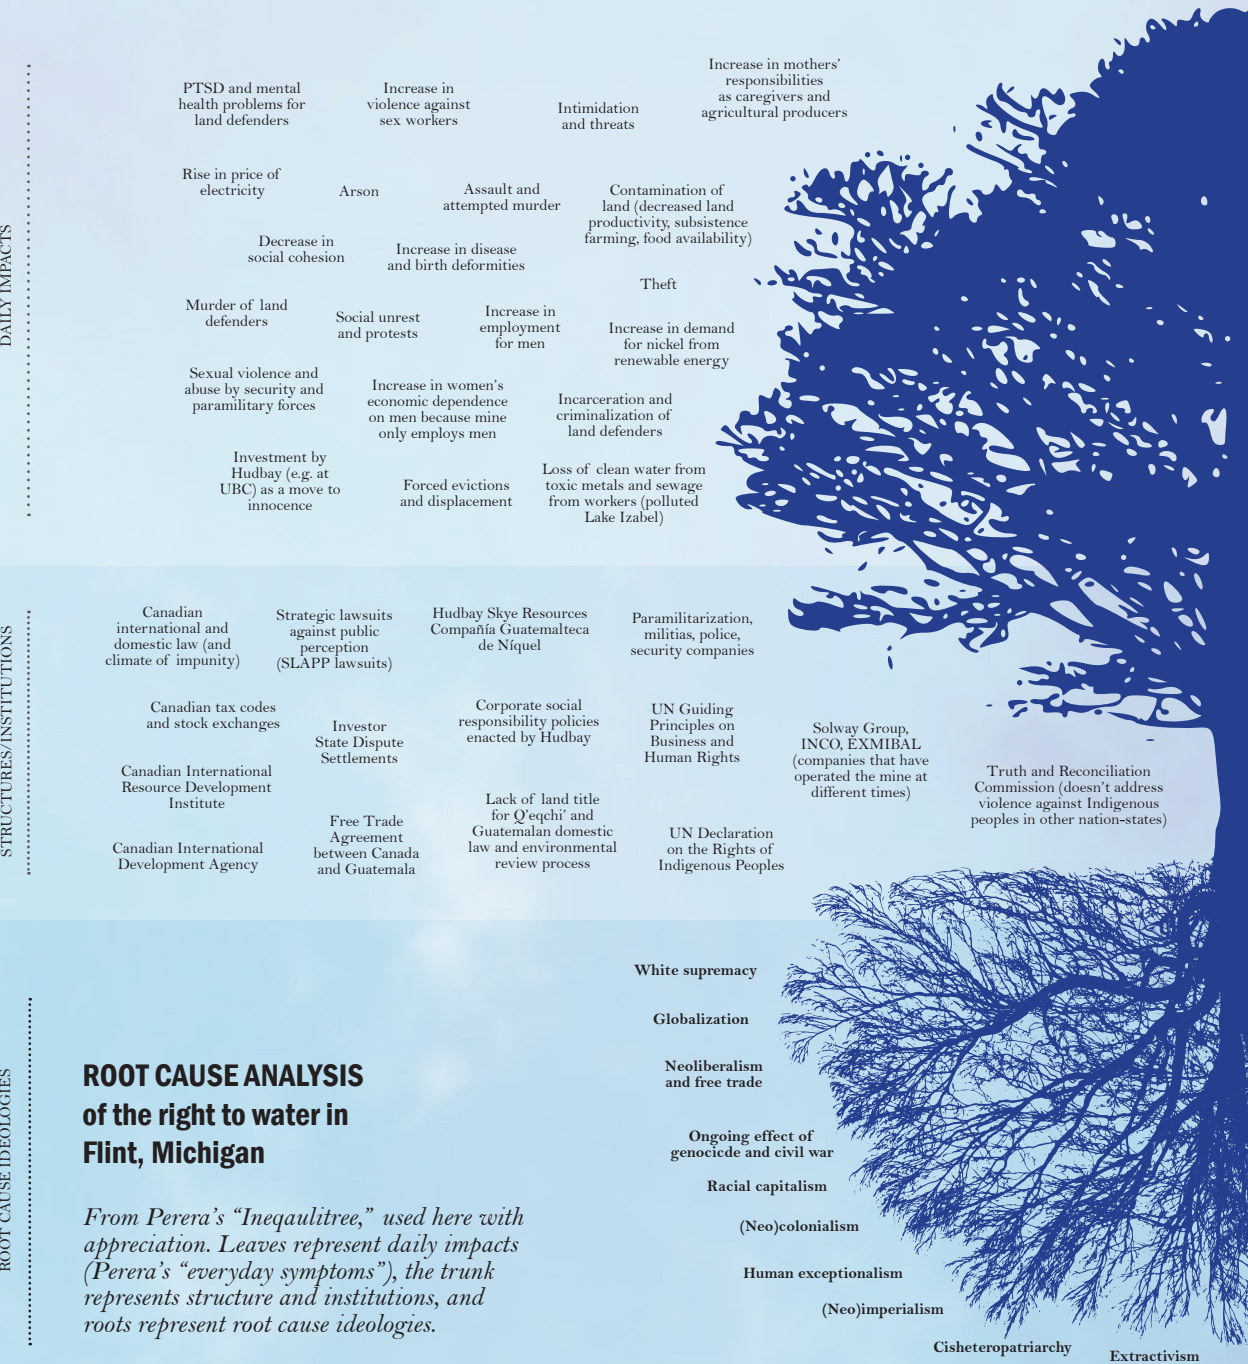 DAILY IMPACTS
PTSD and mental
health problems for
land defenders
Increase in
violence against
sex workers
Intimidation
and threats
Increase in mothers’
responsibilities
as caregivers and
agricultural producers
Rise in price of
electricity
Arson
Assault and
attempted murder
Contamination of
land (decreased land
productivity, subsistence
farming, food availability)
Decrease in
social cohesion
Increase in disease
and birth deformities
Theft
Murder of land
defenders
Social unrest
and protests
Increase in
employment
for men
Increase in demand
for nickel from
renewable energy
Sexual violence and
abuse by security and
paramilitary forces
Increase in women’s
economic dependence
on men because mine
only employs men
Incarceration and
criminalization of
land defenders
Investment by
Hudbay (e.g. at
UBC) as a move to
innocence
Forced evictions
and displacement
Loss of clean water from
toxic metals and sewage
from workers (polluted
Lake Izabel)
STRUCTURES/INSTITUTIONS
Canadian
international and
domestic law (and
climate of impunity)
Strategic lawsuits
against public
perception
(SLAPP lawsuits)
Hudbay Skye Resources
Compañía Guatemalteca
de Níquel
Paramilitarization,
militias, police,
security companies
Canadian tax codes
and stock exchanges
Investor
State Dispute
Settlements
Corporate social
responsibility policies
enacted by Hudbay
UN Guiding
Principles on
Business and
Human Rights
Solway Group,
INCO, EXMIBAL
(companies that have
operated the mine at
different times)
Truth and Reconciliation
Commission (doesn’t address
violence against Indigenous
peoples in other nation-states)
Canadian International
Resource Development
Institute
Canadian International
Development Agency
Free Trade
Agreement
between Canada
and Guatemala
Lack of land title
for Q’eqchi’ and
Guatemalan domestic
law and environmental
review process
UN Declaration
on the Rights of
Indigenous Peoples
ROOT CAUSE IDEOLOGIES
White supremacy
Globalization
Neoliberalism
and free trade
Ongoing effect of
genocicde and civil war
Racial capitalism
(Neo)colonialism
Human exceptionalism
(Neo)imperialism
Cisheteropatriarchy
Extractivism
ROOT CAUSE ANALYSIS
of the right to water in
Flint, Michigan
From Perera’s “Ineqaulitree,” used here with
appreciation. Leaves represent daily impacts
(Perera’s “everyday symptoms”), the trunk
represents structure and institutions, and
roots represent root cause ideologies.